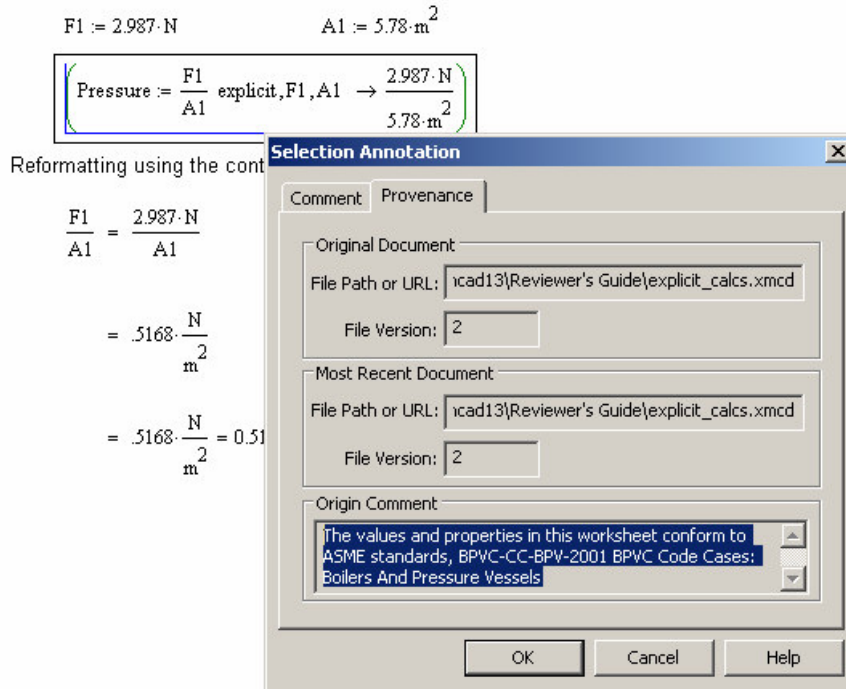 F1 := 2.987·N A1 := 5.78·m²
Pressure := F1/A1 explicit,F1,A1 → 2.987·N/5.78·m²
Reformatting using the cont
F1/A1 = 2.987·N/A1
= .5168·N/m²
= .5168·N/m² = 0.51
Selection Annotation
Comment Provenance
Original Document
File Path or URL: ncad13\Reviewer's Guide\explicit_calcs.xmcd
File Version: 2
Most Recent Document
File Path or URL: ncad13\Reviewer's Guide\explicit_calcs.xmcd
File Version: 2
Origin Comment
The values and properties in this worksheet conform to
ASME standards, BPVC-CC-BPV-2001 BPVC Code Cases:
Boilers And Pressure Vessels
OK Cancel Help